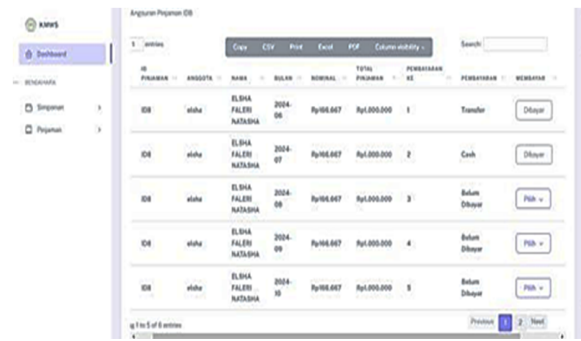 KMWS
Dashboard
BENDAHARA
Simpanan
Pinjaman
Angsuran Pinjaman ID8
entries
Copy CSV Print Excel PDF Column visibility
Search:
ID PINJAMAN ANGGOTA NAMA BULAN NOMINAL TOTAL PINJAMAN PEMBAYARAN KE PEMBAYARAN MEMBAYAR
ID8 elsha ELSHA FALERI NATASHA 2024-06 Rp166.667 Rp1.000.000 1 Transfer Dibayar
ID8 elsha ELSHA FALERI NATASHA 2024-07 Rp166.667 Rp1.000.000 2 Cash Dibayar
ID8 elsha ELSHA FALERI NATASHA 2024-08 Rp166.667 Rp1.000.000 3 Belum Dibayar Pilih
ID8 elsha ELSHA FALERI NATASHA 2024-09 Rp166.667 Rp1.000.000 4 Belum Dibayar Pilih
ID8 elsha ELSHA FALERI NATASHA 2024-10 Rp166.667 Rp1.000.000 5 Belum Dibayar Pilih
g 1 to 5 of 6 entries
Previous 1 2 Next